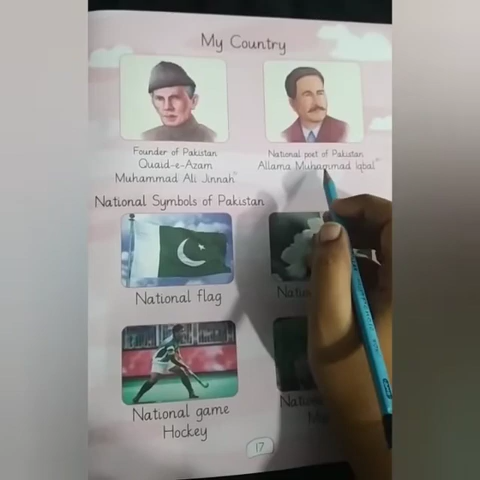 My Country
Founder of Pakistan
Quaid-e-Azam
Muhammad Ali Jinnah
National poet of Pakistan
Allama Muhammad Iqbal
National Symbols of Pakistan
National flag
National game
Hockey
17